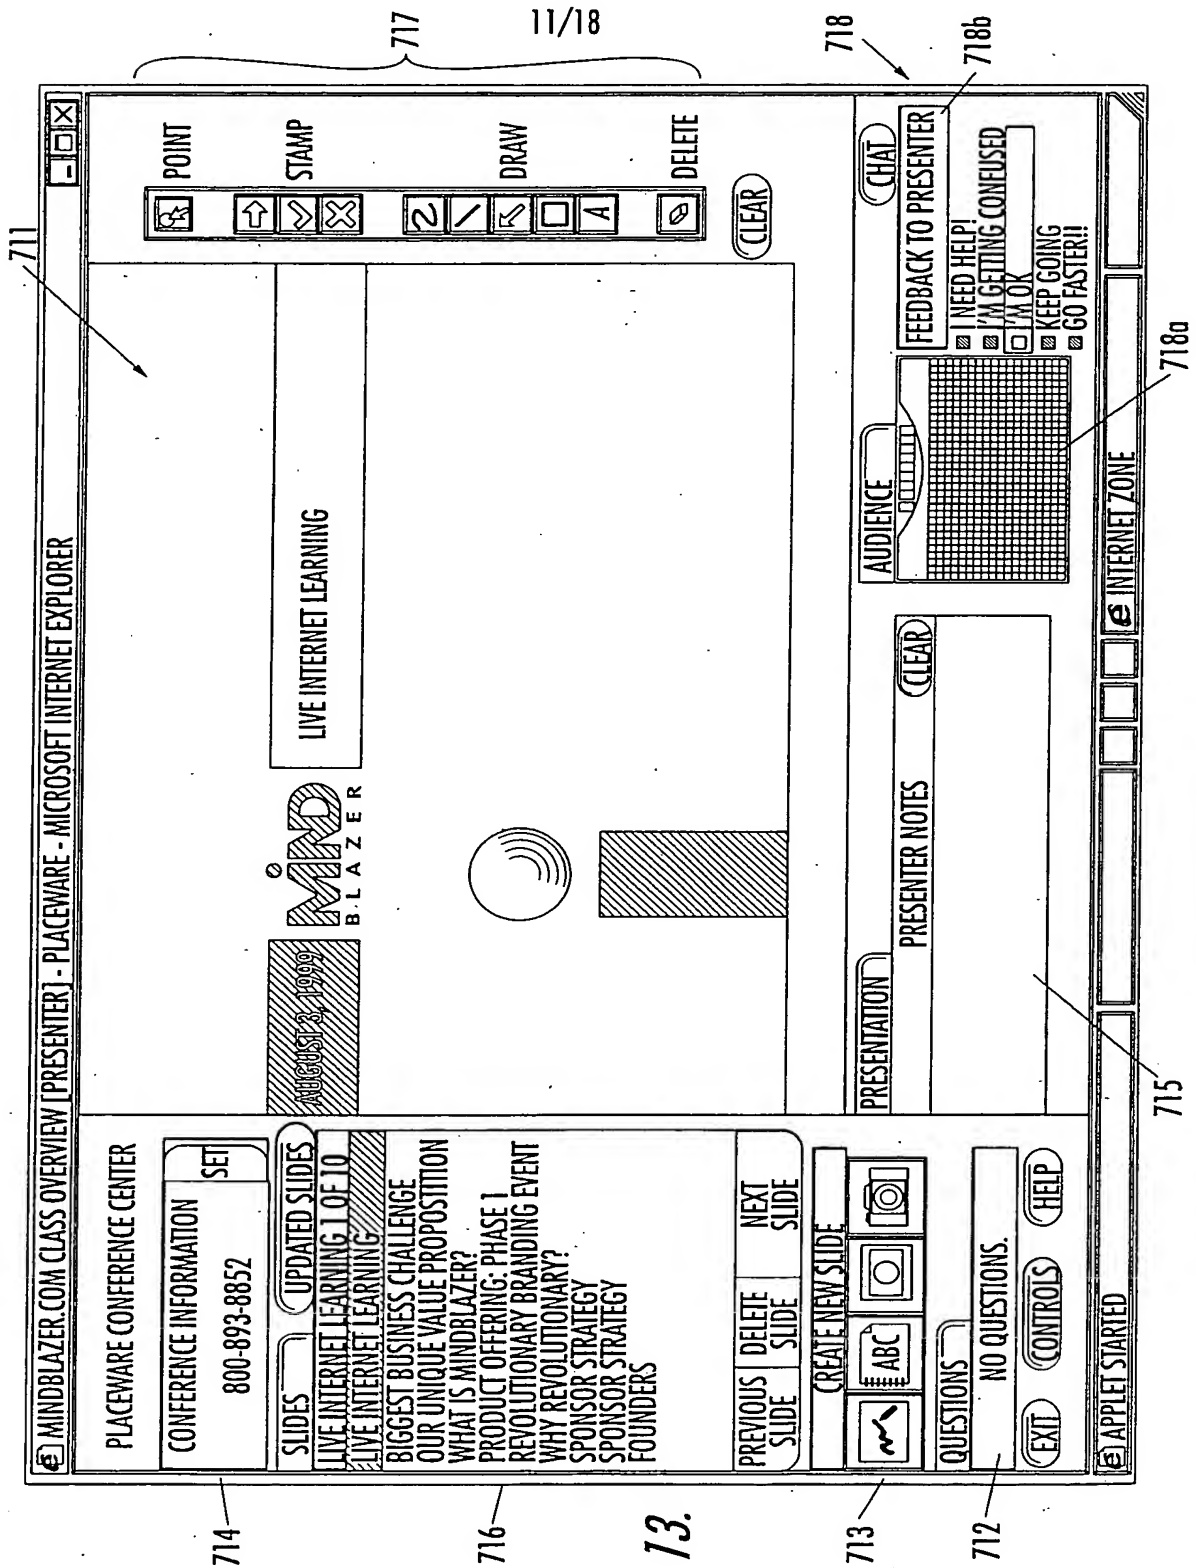 11/18
MINDBLAZER.COM CLASS OVERVIEW [PRESENTER] - PLACEWARE - MICROSOFT INTERNET EXPLORER
PLACEWARE CONFERENCE CENTER
CONFERENCE INFORMATION
SET
800-893-8852
SLIDES
UPDATED SLIDES
LIVE INTERNET LEARNING 1 OF 10
LIVE INTERNET LEARNING
BIGGEST BUSINESS CHALLENGE
OUR UNIQUE VALUE PROPOSTITION
WHAT IS MINDBLAZER?
PRODUCT OFFERING: PHASE 1
REVOLUTIONARY BRANDING EVENT
WHY REVOLUTIONARY?
SPONSOR STRATEGY
SPONSOR STRATEGY
FOUNDERS
PREVIOUS SLIDE
DELETE SLIDE
NEXT SLIDE
CREATE NEW SLIDE
ABC
QUESTIONS
NO QUESTIONS.
EXIT
CONTROLS
HELP
AUGUST 3, 1999
MIND
BLAZER
LIVE INTERNET LEARNING
POINT
STAMP
DRAW
A
DELETE
CLEAR
PRESENTATION
PRESENTER NOTES
CLEAR
AUDIENCE
CHAT
FEEDBACK TO PRESENTER
I NEED HELP!
I'M GETTING CONFUSED
I'M OK
KEEP GOING
GO FASTER!!
APPLET STARTED
INTERNET ZONE
711
717
718
718b
718a
715
714
716
713
712
13.